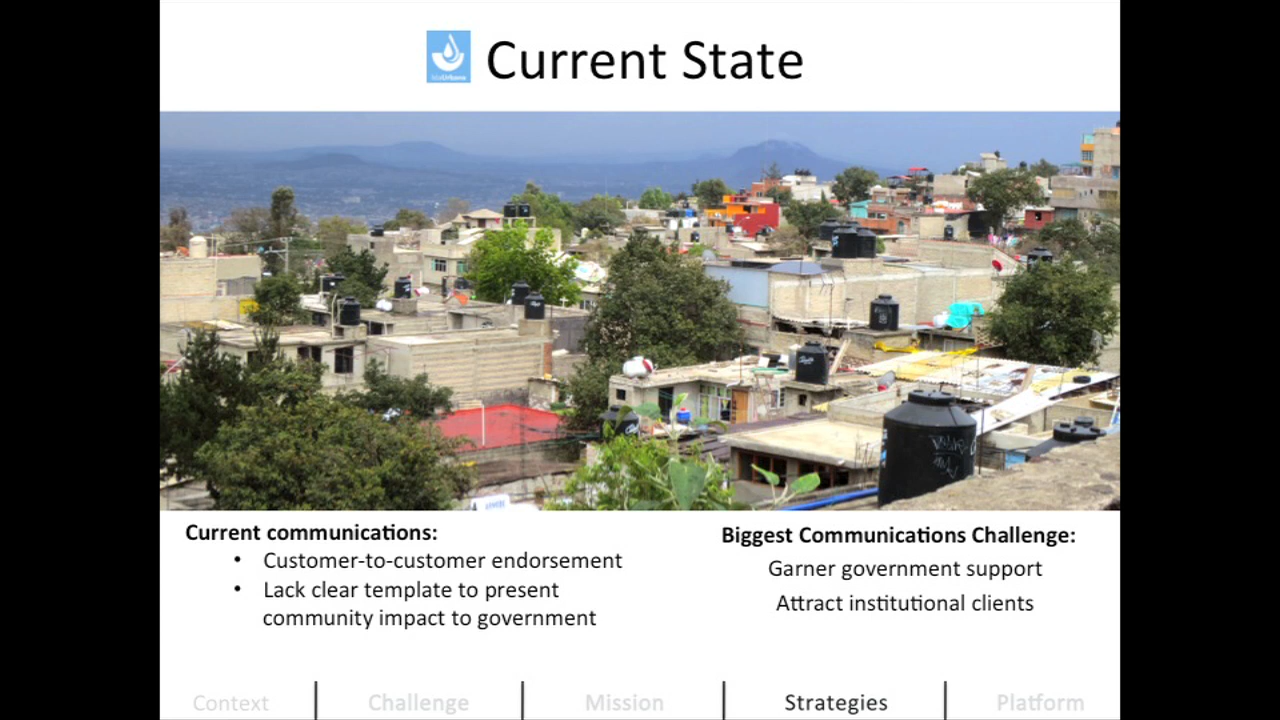 Current State
Current communications:
• Customer-to-customer endorsement
• Lack clear template to present
community impact to government
Biggest Communications Challenge:
Garner government support
Attract institutional clients
Context
Challenge
Mission
Strategies
Platform